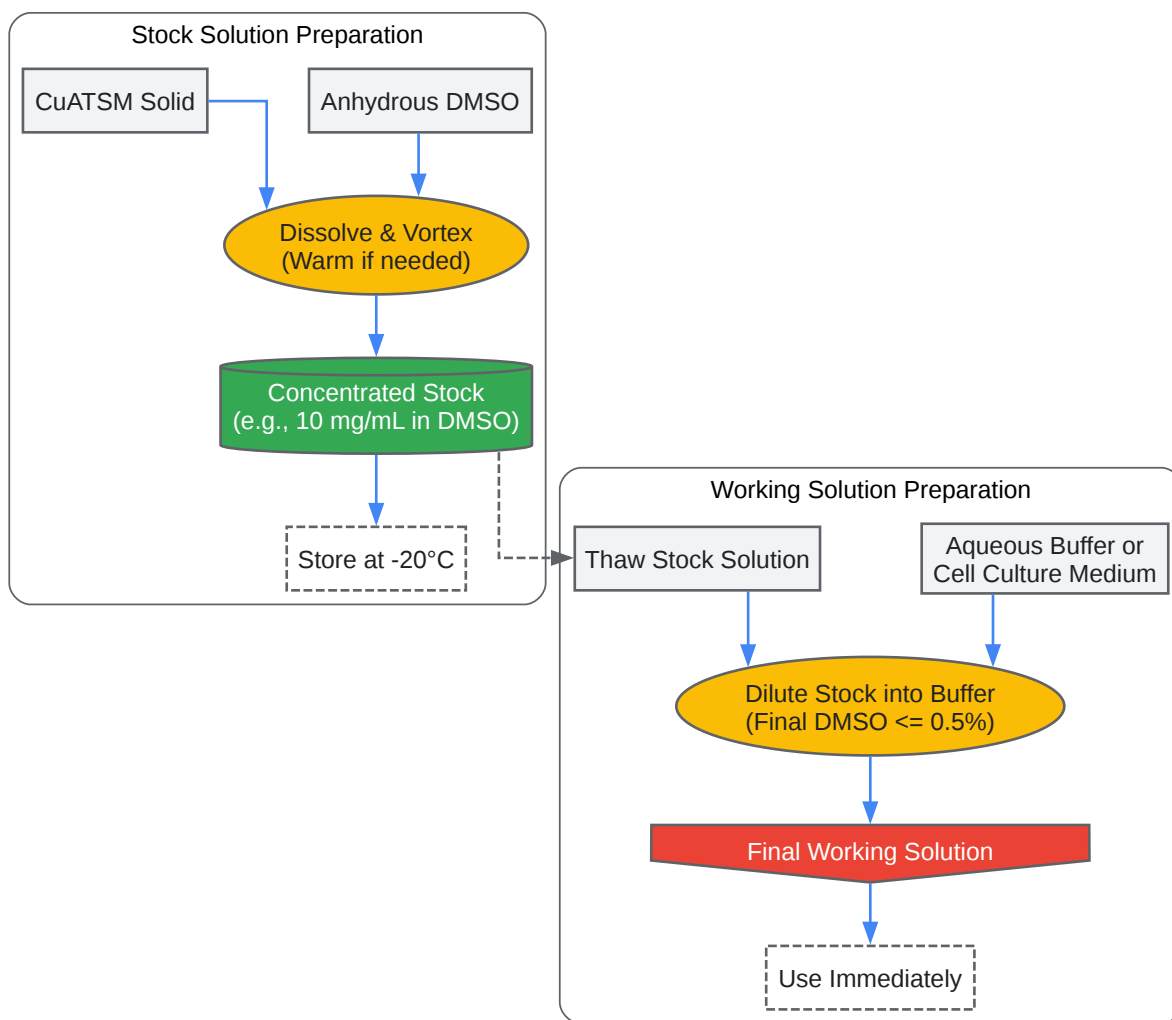 Stock Solution Preparation
CuATSM Solid
Anhydrous DMSO
Dissolve & Vortex
(Warm if needed)
Concentrated Stock
(e.g., 10 mg/mL in DMSO)
Store at -20°C
Working Solution Preparation
Thaw Stock Solution
Aqueous Buffer or
Cell Culture Medium
Dilute Stock into Buffer
(Final DMSO <= 0.5%)
Final Working Solution
Use Immediately